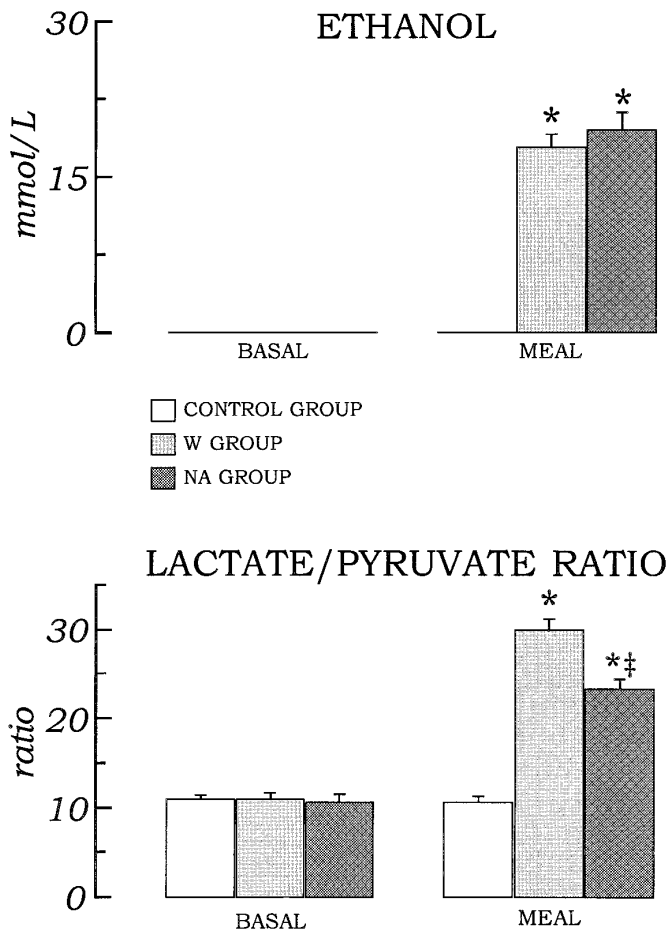 ETHANOL
30
15
0
mmol/L
*
*
BASAL
MEAL
CONTROL GROUP
W GROUP
NA GROUP
LACTATE/PYRUVATE RATIO
30
20
10
0
ratio
*
*‡
BASAL
MEAL